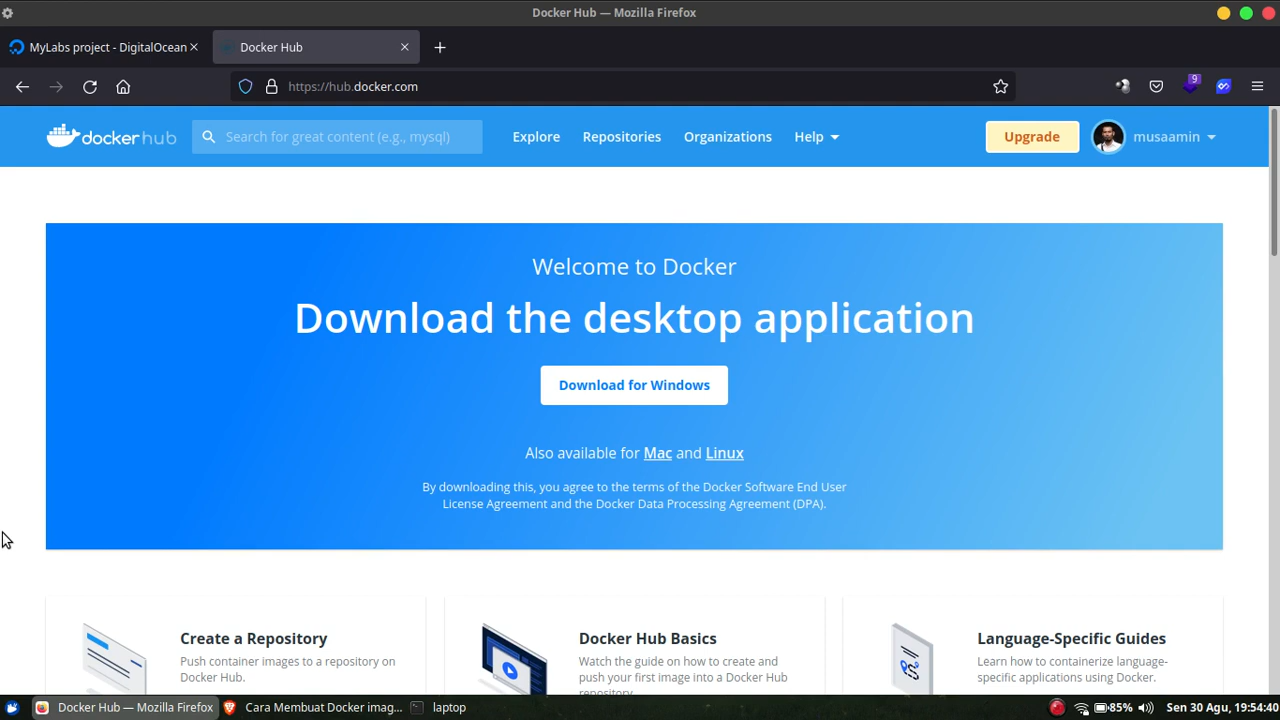 Docker Hub — Mozilla Firefox
MyLabs project - DigitalOcean
Docker Hub
https://hub.docker.com
9
dockerhub
Search for great content (e.g., mysql)
Explore
Repositories
Organizations
Help
Upgrade
musaamin
Welcome to Docker
Download the desktop application
Download for Windows
Also available for Mac and Linux
By downloading this, you agree to the terms of the Docker Software End User
License Agreement and the Docker Data Processing Agreement (DPA).
Create a Repository
Push container images to a repository on
Docker Hub.
Docker Hub Basics
Watch the guide on how to create and
push your first image into a Docker Hub
repository.
Language-Specific Guides
Learn how to containerize language-
specific applications using Docker.
Docker Hub — Mozilla Firefox
Cara Membuat Docker imag...
laptop
85%
Sen 30 Agu, 19:54:40